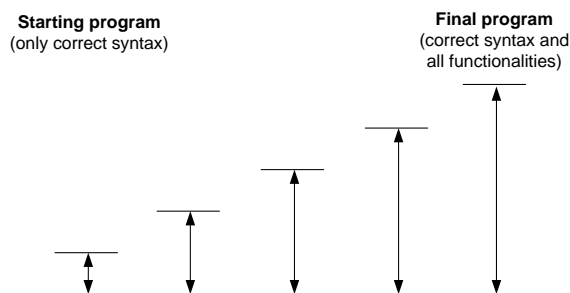 Starting program
(only correct syntax)
Final program
(correct syntax and
all functionalities)